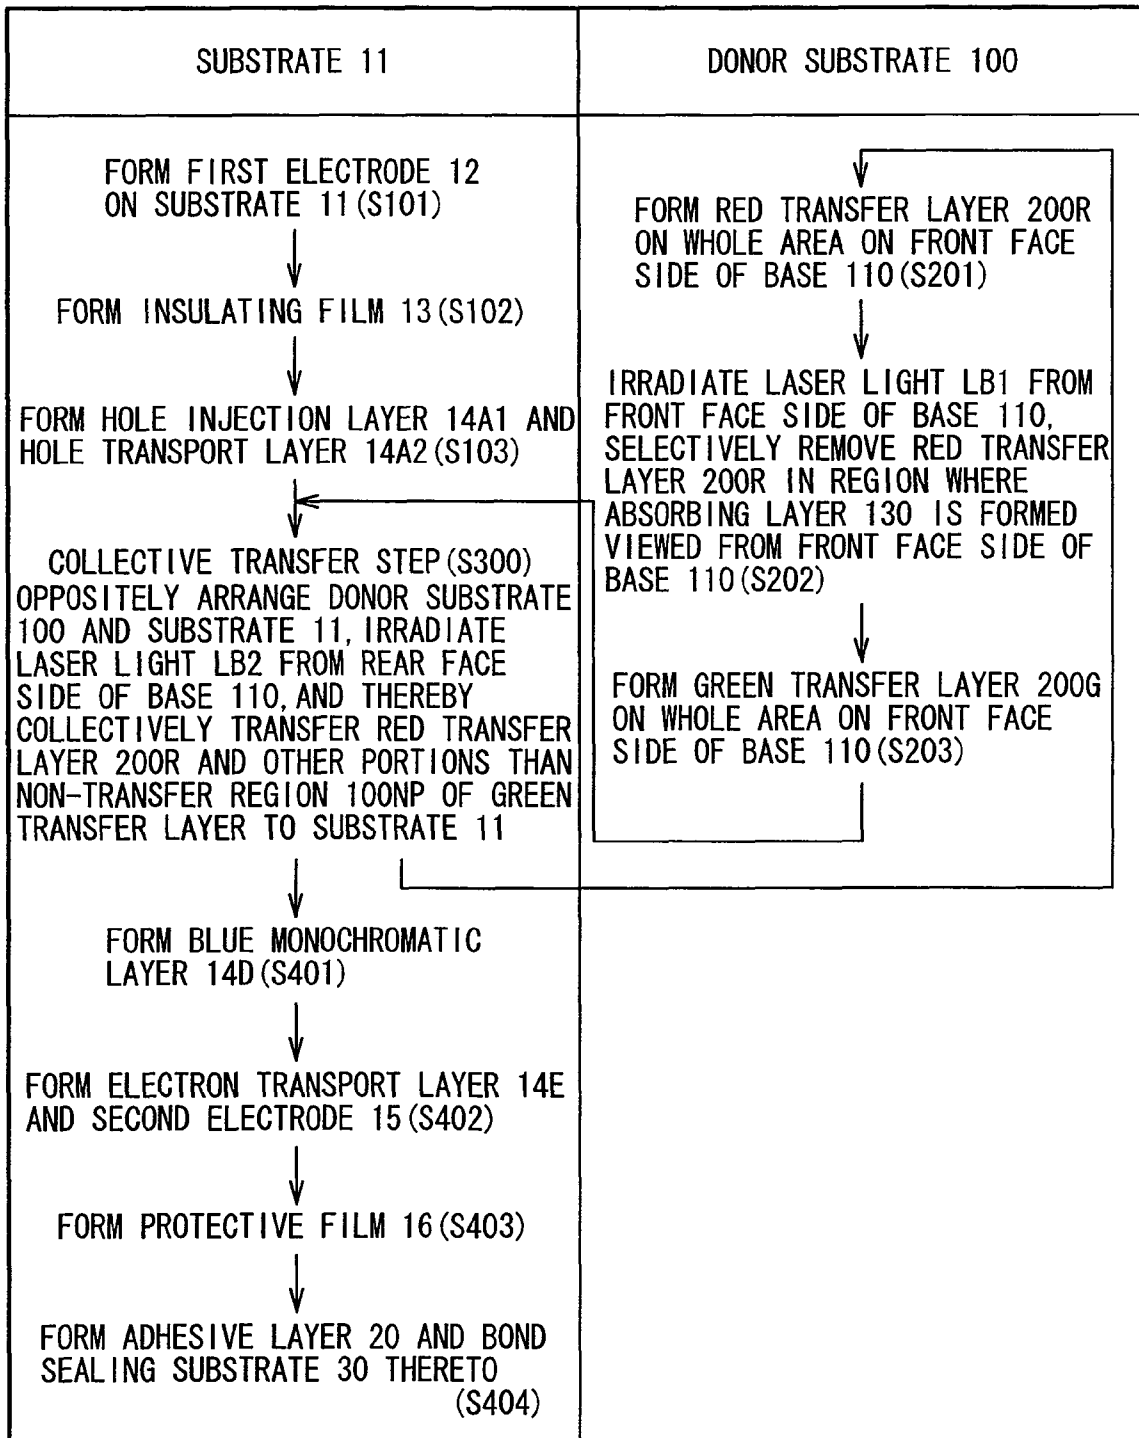 SUBSTRATE 11
FORM FIRST ELECTRODE 12
ON SUBSTRATE 11(S101)
FORM INSULATING FILM 13(S102)
FORM HOLE INJECTION LAYER 14A1 AND
HOLE TRANSPORT LAYER 14A2(S103)
COLLECTIVE TRANSFER STEP(S300)
OPPOSITELY ARRANGE DONOR SUBSTRATE
100 AND SUBSTRATE 11, IRRADIATE
LASER LIGHT LB2 FROM REAR FACE
SIDE OF BASE 110, AND THEREBY
COLLECTIVELY TRANSFER RED TRANSFER
LAYER 200R AND OTHER PORTIONS THAN
NON-TRANSFER REGION 100NP OF GREEN
TRANSFER LAYER TO SUBSTRATE 11
FORM BLUE MONOCHROMATIC
LAYER 14D(S401)
FORM ELECTRON TRANSPORT LAYER 14E
AND SECOND ELECTRODE 15(S402)
FORM PROTECTIVE FILM 16(S403)
FORM ADHESIVE LAYER 20 AND BOND
SEALING SUBSTRATE 30 THERETO
(S404)
DONOR SUBSTRATE 100
FORM RED TRANSFER LAYER 200R
ON WHOLE AREA ON FRONT FACE
SIDE OF BASE 110(S201)
IRRADIATE LASER LIGHT LB1 FROM
FRONT FACE SIDE OF BASE 110,
SELECTIVELY REMOVE RED TRANSFER
LAYER 200R IN REGION WHERE
ABSORBING LAYER 130 IS FORMED
VIEWED FROM FRONT FACE SIDE OF
BASE 110(S202)
FORM GREEN TRANSFER LAYER 200G
ON WHOLE AREA ON FRONT FACE
SIDE OF BASE 110(S203)